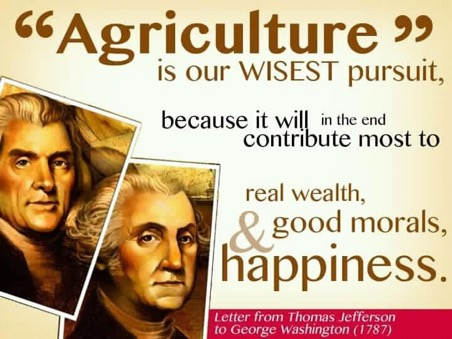 “Agriculture”
is our WISEST pursuit,
because it will in the end
contribute most to
real wealth,
& good morals,
happiness.
Letter from Thomas Jefferson
to George Washington (1787)